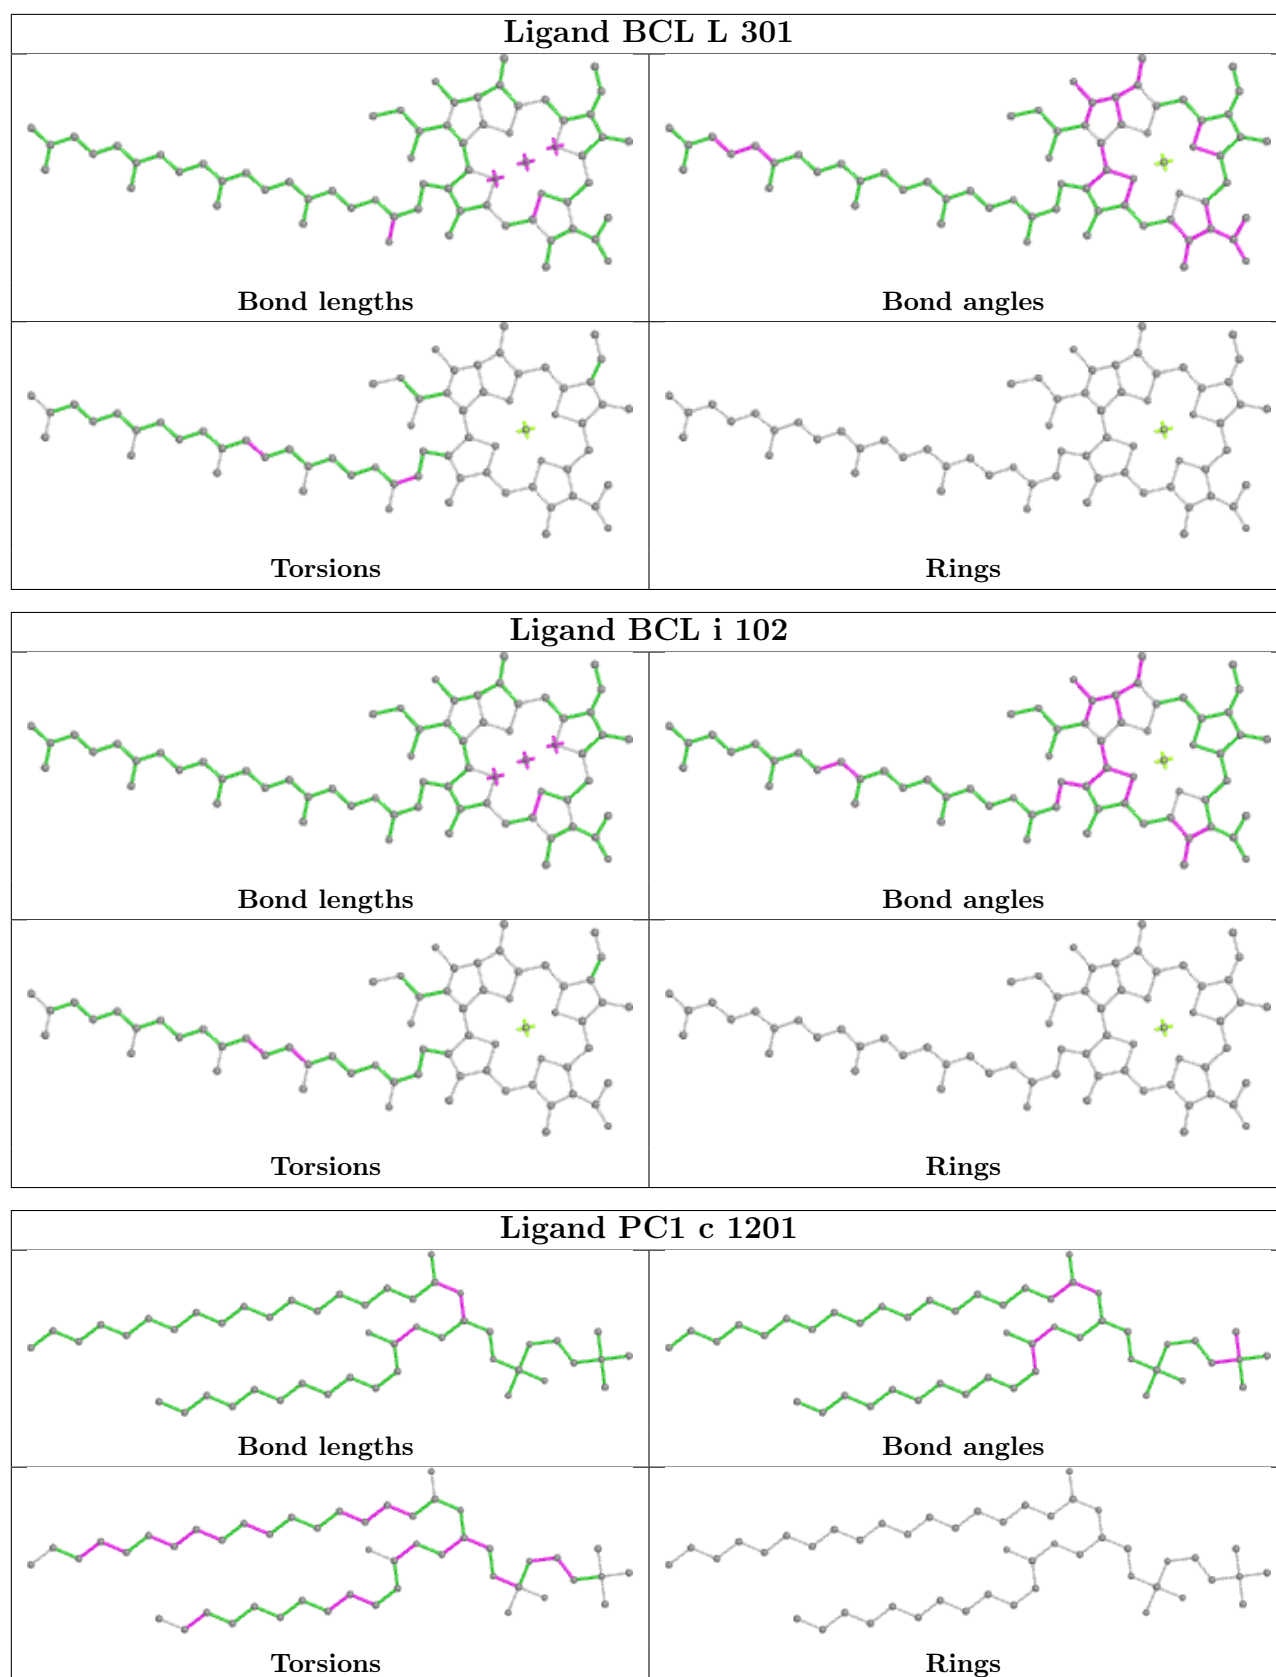 Ligand BCL L 301
Bond lengths
Bond angles
Torsions
Rings
Ligand BCL i 102
Bond lengths
Bond angles
Torsions
Rings
Ligand PC1 c 1201
Bond lengths
Bond angles
Torsions
Rings